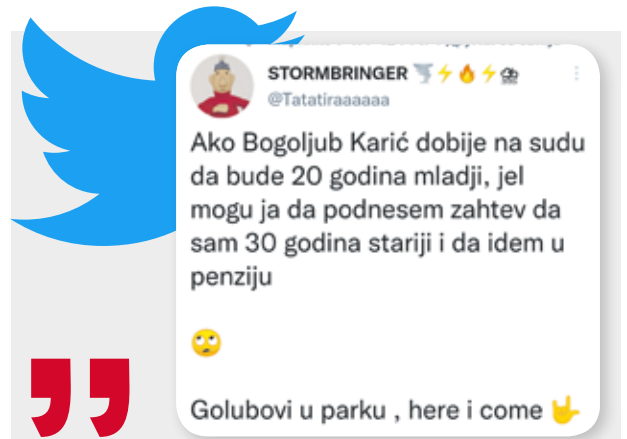 STORMBRINGER 🌪️⚡🔥⚡⛈️
@Tatatiraaaaaa
Ako Bogoljub Karić dobije na sudu
da bude 20 godina mladji, jel
mogu ja da podnesem zahtev da
sam 30 godina stariji i da idem u
penziju
🙄
Golubovi u parku , here i come 🤟